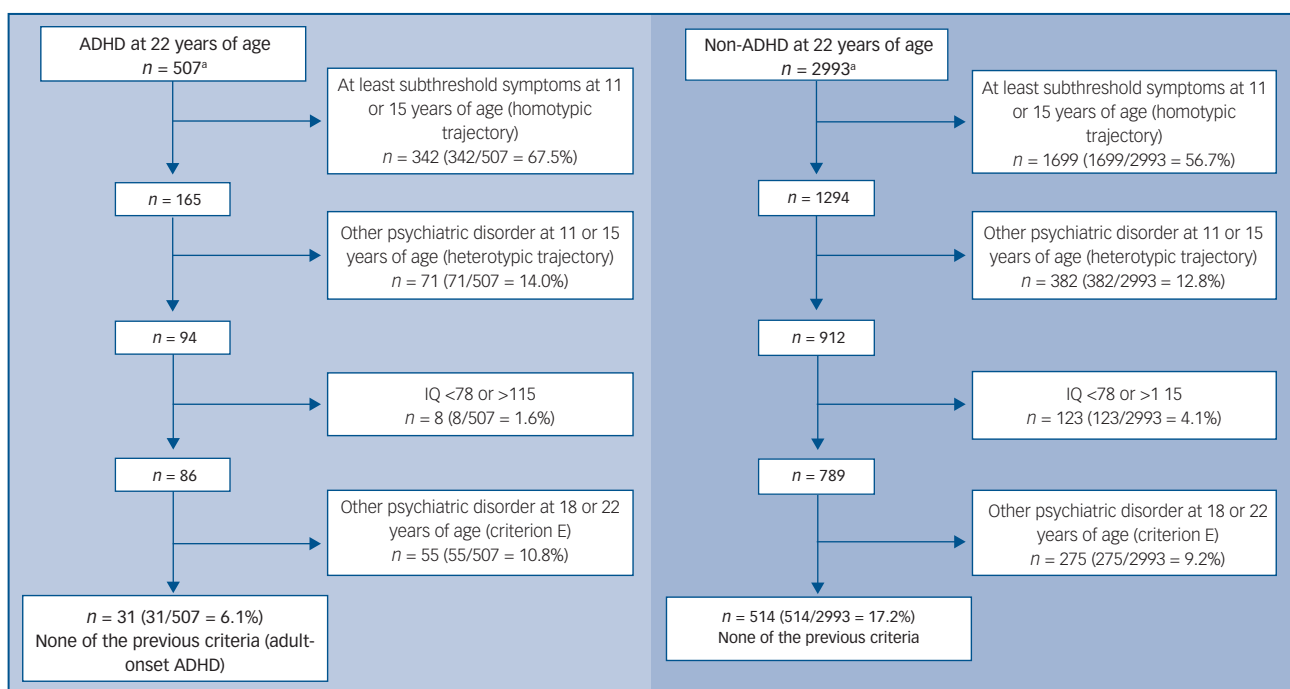 ADHD at 22 years of age
n = 507ᵃ
At least subthreshold symptoms at 11
or 15 years of age (homotypic
trajectory)
n = 342 (342/507 = 67.5%)
n = 165
Other psychiatric disorder at 11 or 15
years of age (heterotypic trajectory)
n = 71 (71/507 = 14.0%)
n = 94
IQ <78 or >115
n = 8 (8/507 = 1.6%)
n = 86
Other psychiatric disorder at 18 or 22
years of age (criterion E)
n = 55 (55/507 = 10.8%)
n = 31 (31/507 = 6.1%)
None of the previous criteria (adult-
onset ADHD)
Non-ADHD at 22 years of age
n = 2993ᵃ
At least subthreshold symptoms at 11
or 15 years of age (homotypic
trajectory)
n = 1699 (1699/2993 = 56.7%)
n = 1294
Other psychiatric disorder at 11 or 15
years of age (heterotypic trajectory)
n = 382 (382/2993 = 12.8%)
n = 912
IQ <78 or >1 15
n = 123 (123/2993 = 4.1%)
n = 789
Other psychiatric disorder at 18 or 22
years of age (criterion E)
n = 275 (275/2993 = 9.2%)
n = 514 (514/2993 = 17.2%)
None of the previous criteria